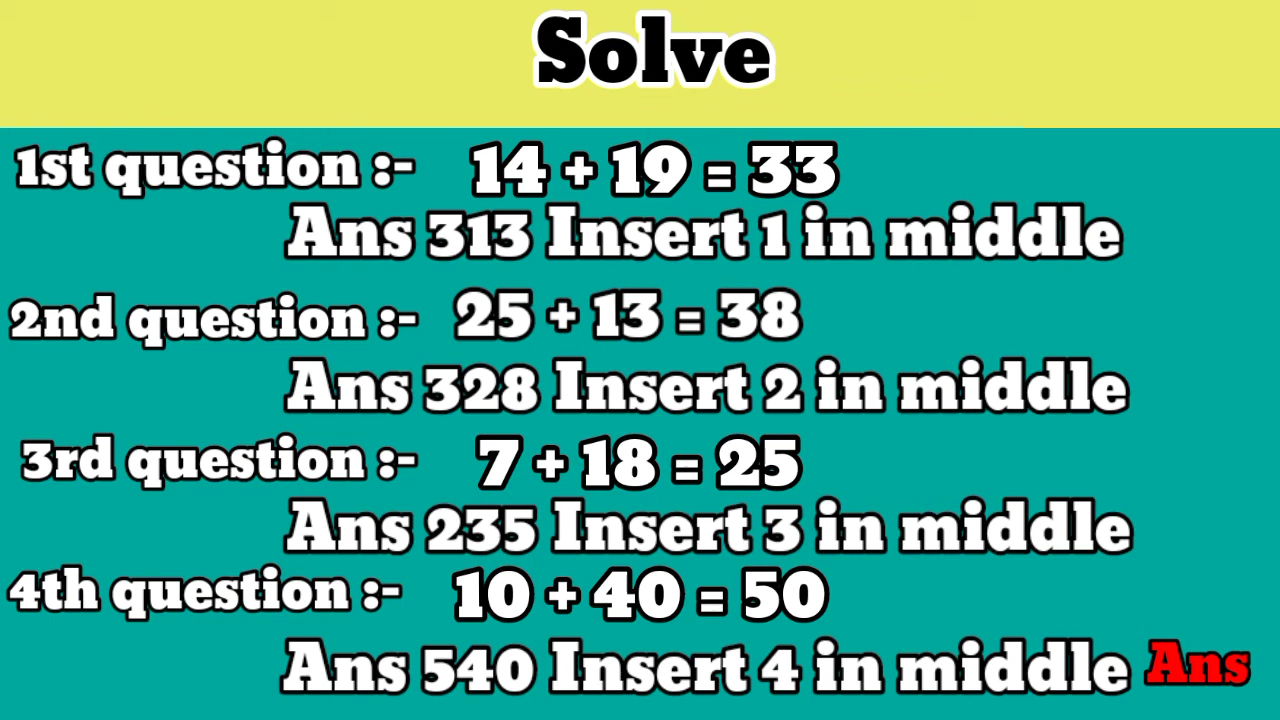 Solve
1st question :- 14 + 19 = 33
Ans 313 Insert 1 in middle
2nd question :- 25 + 13 = 38
Ans 328 Insert 2 in middle
3rd question :- 7 + 18 = 25
Ans 235 Insert 3 in middle
4th question :- 10 + 40 = 50
Ans 540 Insert 4 in middle Ans